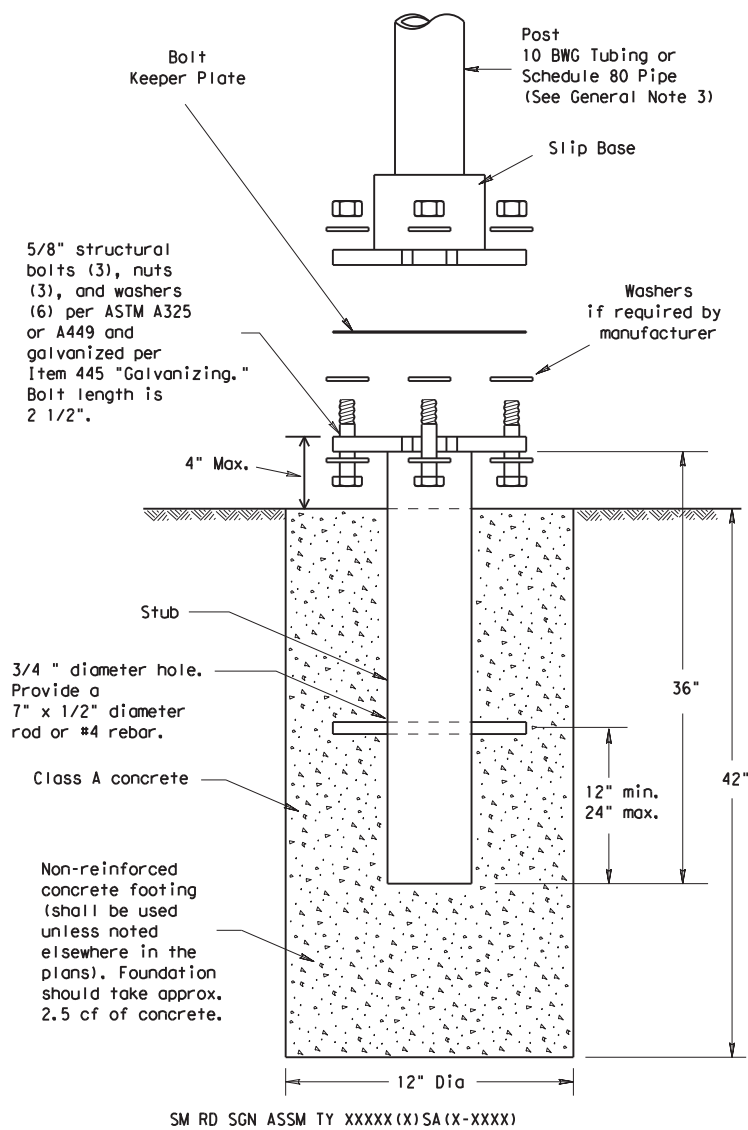 Bolt
Keeper Plate
Post
10 BWG Tubing or
Schedule 80 Pipe
(See General Note 3)
Slip Base
5/8" structural
bolts (3), nuts
(3), and washers
(6) per ASTM A325
or A449 and
galvanized per
Item 445 "Galvanizing."
Bolt length is
2 1/2".
Washers
if required by
manufacturer
4" Max.
Stub
3/4 " diameter hole.
Provide a
7" x 1/2" diameter
rod or #4 rebar.
36"
42"
Class A concrete
12" min.
24" max.
Non-reinforced
concrete footing
(shall be used
unless noted
elsewhere in the
plans). Foundation
should take approx.
2.5 cf of concrete.
12" Dia
SM RD SGN ASSM TY XXXXX(X)SA(X-XXXX)